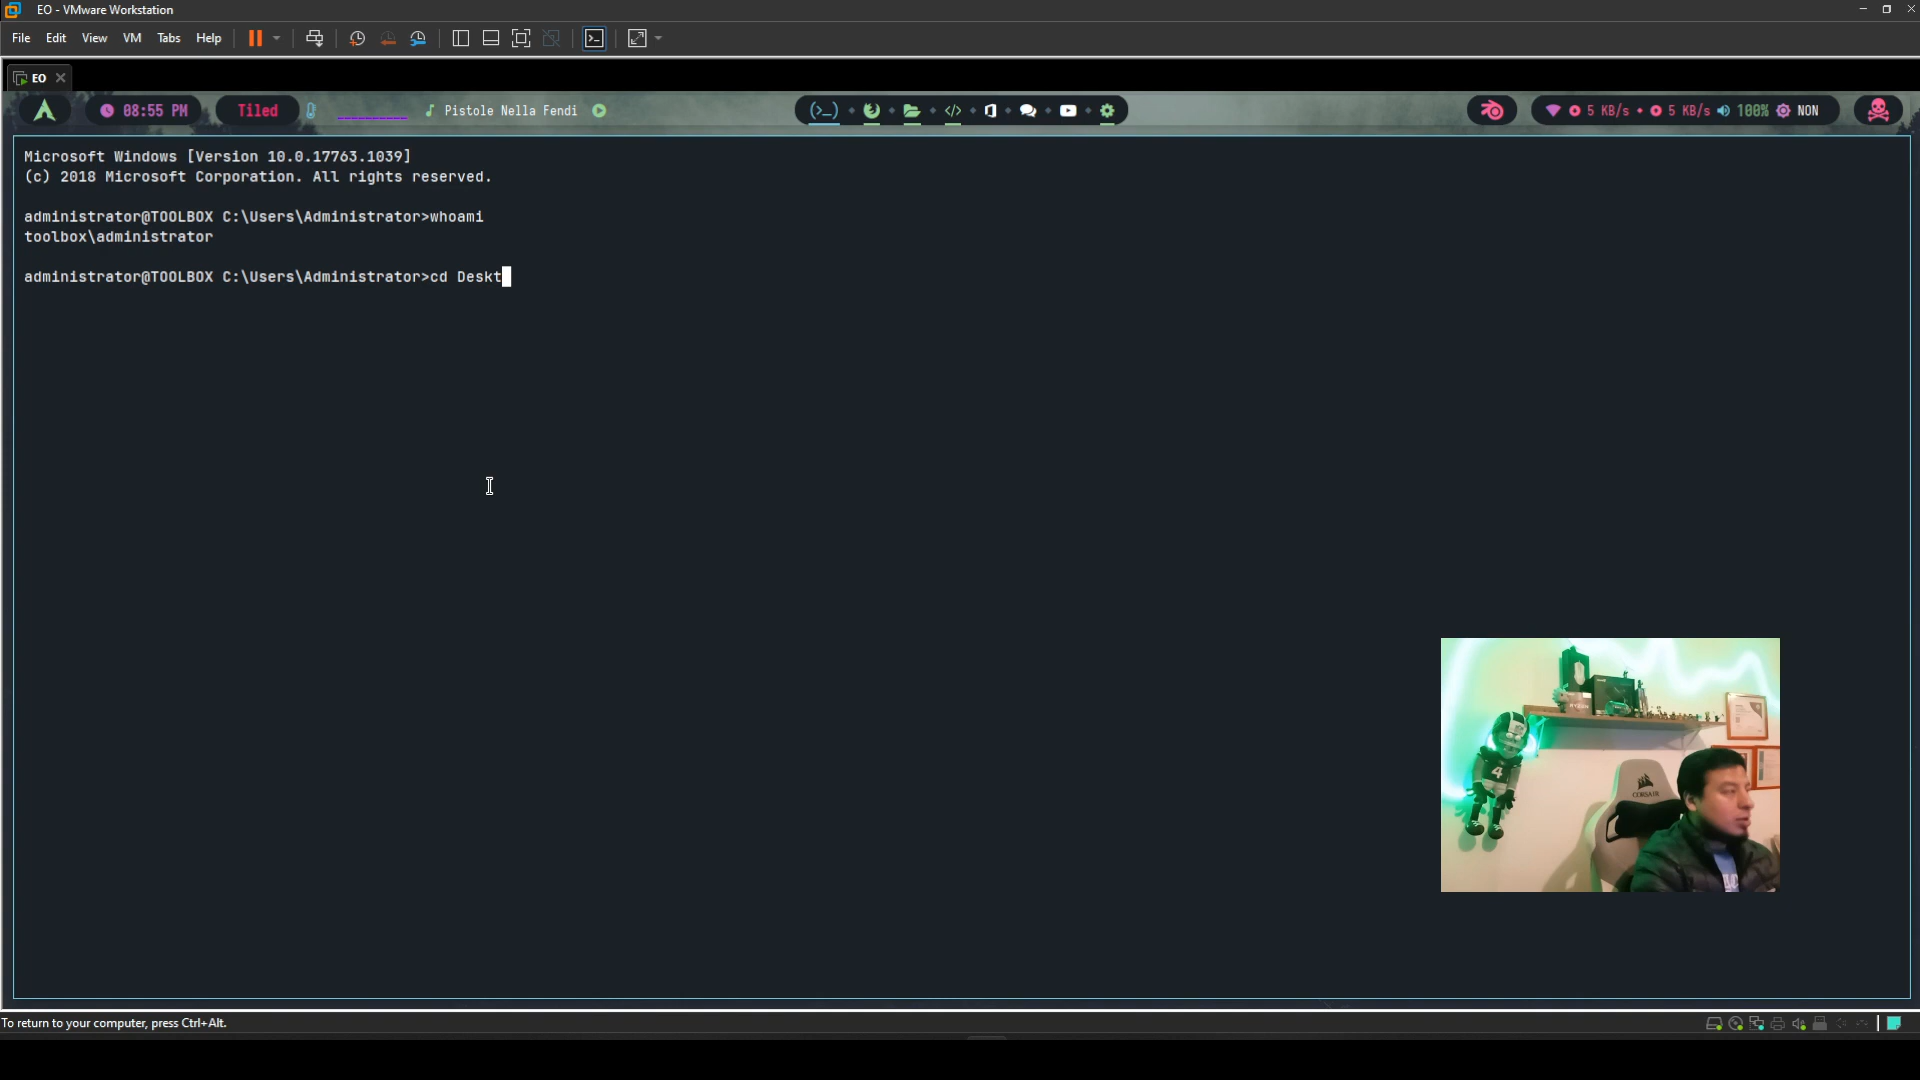 EO - VMware Workstation
File Edit View VM Tabs Help
EO
08:55 PM Tiled Pistole Nella Fendi 5 KB/s 5 KB/s 100% NON
Microsoft Windows [Version 10.0.17763.1039]
(c) 2018 Microsoft Corporation. All rights reserved.
administrator@TOOLBOX C:\Users\Administrator>whoami
toolbox\administrator
administrator@TOOLBOX C:\Users\Administrator>cd Deskt
RYZEN
4
CORSAIR
To return to your computer, press Ctrl+Alt.